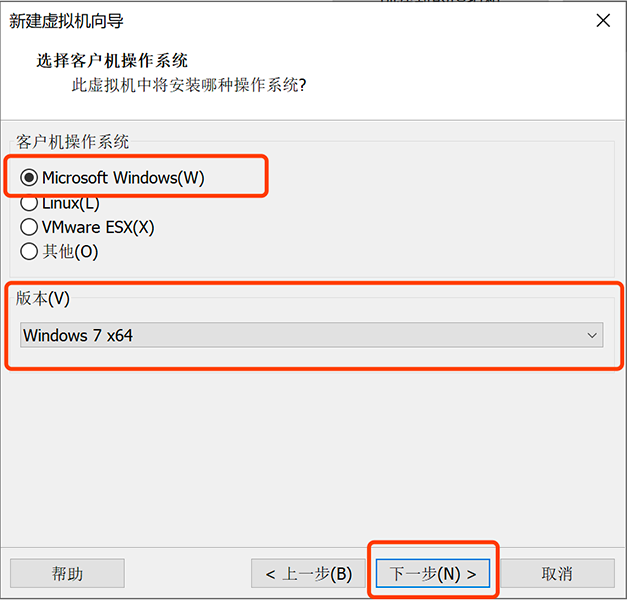 新建虚拟机向导
选择客户机操作系统
此虚拟机中将安装哪种操作系统?
客户机操作系统
Microsoft Windows(W)
Linux(L)
VMware ESX(X)
其他(O)
版本(V)
Windows 7 x64
帮助
< 上一步(B)
下一步(N) >
取消